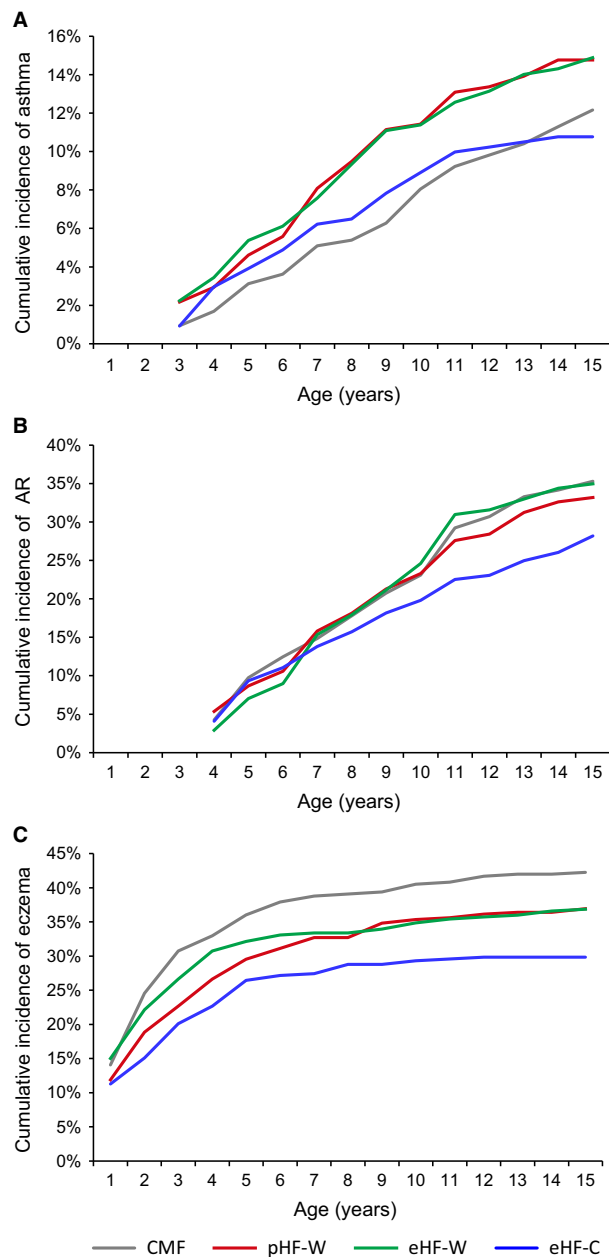 A
16%
14%
12%
10%
8%
6%
4%
2%
0%
Cumulative incidence of asthma
1 2 3 4 5 6 7 8 9 10 11 12 13 14 15
Age (years)
B
40%
35%
30%
25%
20%
15%
10%
5%
0%
Cumulative incidence of AR
1 2 3 4 5 6 7 8 9 10 11 12 13 14 15
Age (years)
C
45%
40%
35%
30%
25%
20%
15%
10%
5%
0%
Cumulative incidence of eczema
1 2 3 4 5 6 7 8 9 10 11 12 13 14 15
Age (years)
CMF pHF-W eHF-W eHF-C